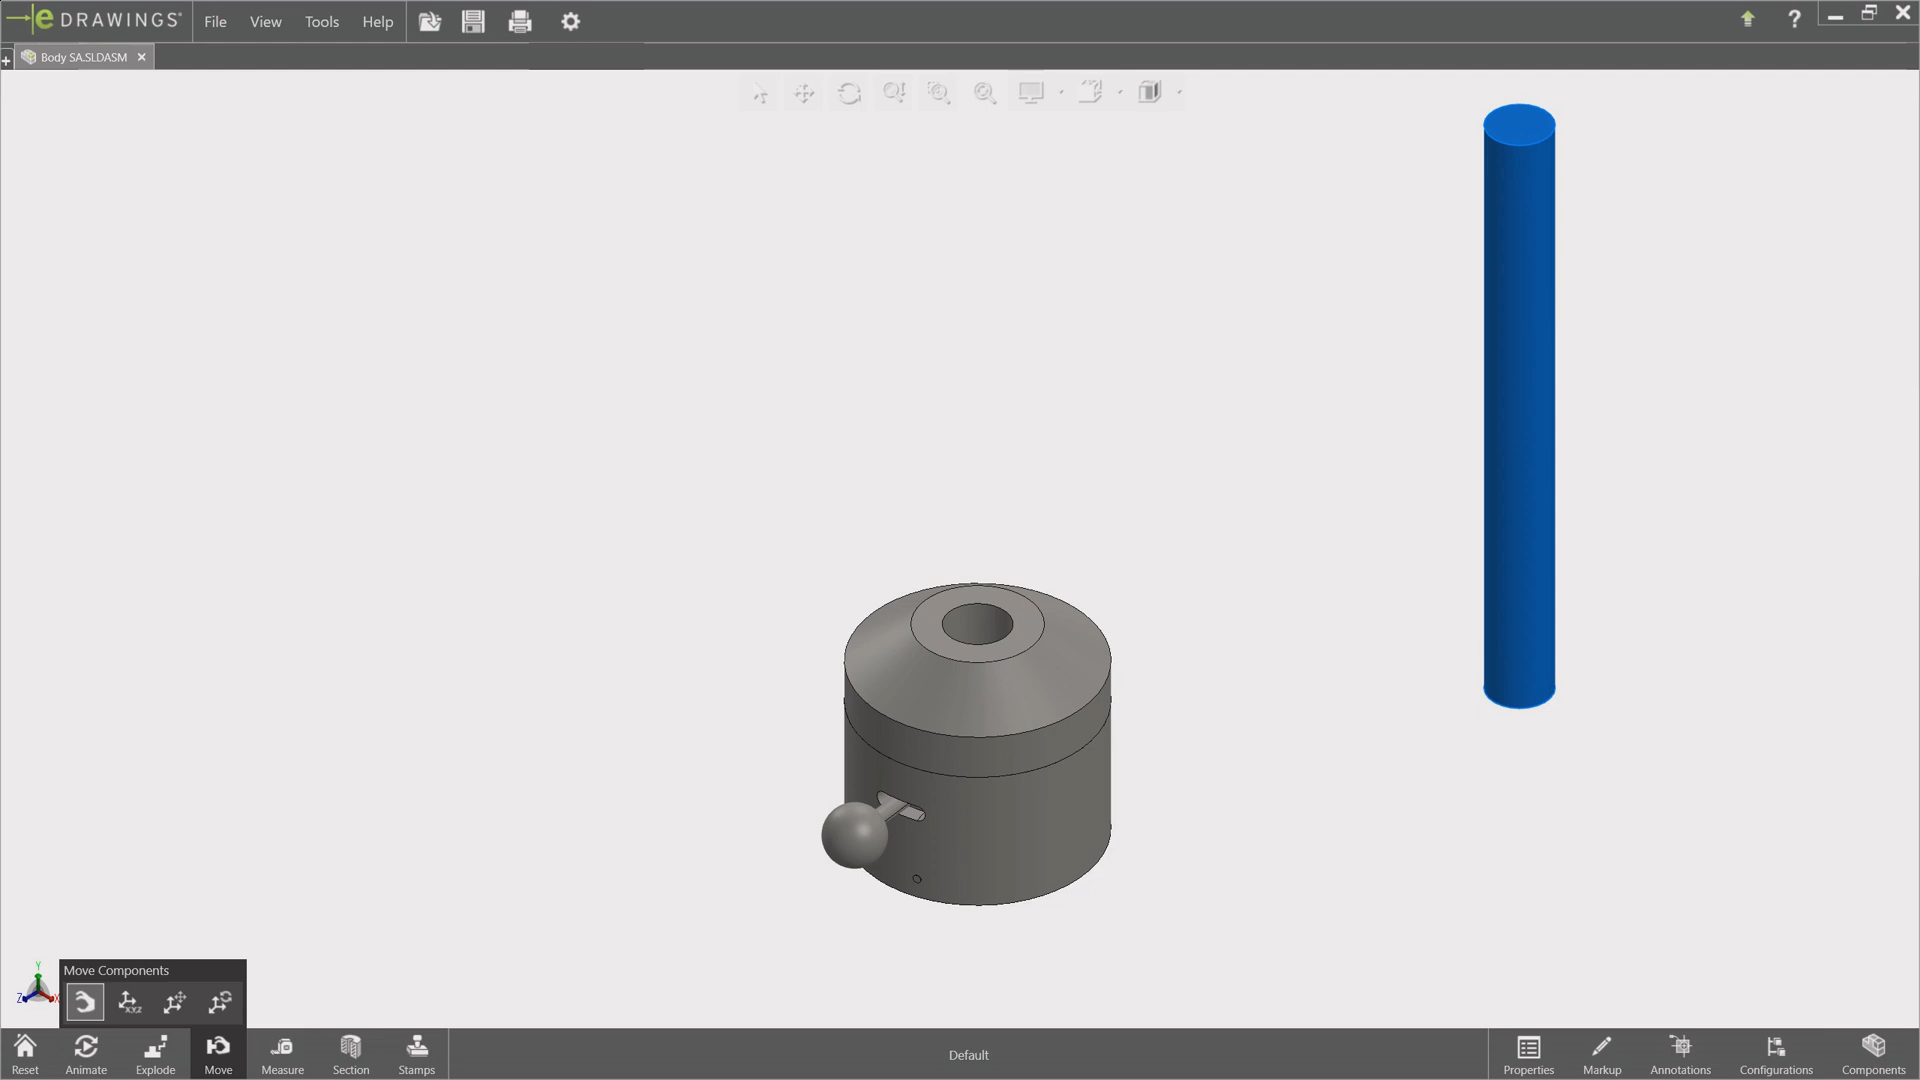 eDRAWINGS®
File View Tools Help
Body SA.SLDASM
Move Components
X,Y,Z
Y
Z X
Reset Animate Explode Move Measure Section Stamps
Default
Properties Markup Annotations Configurations Components